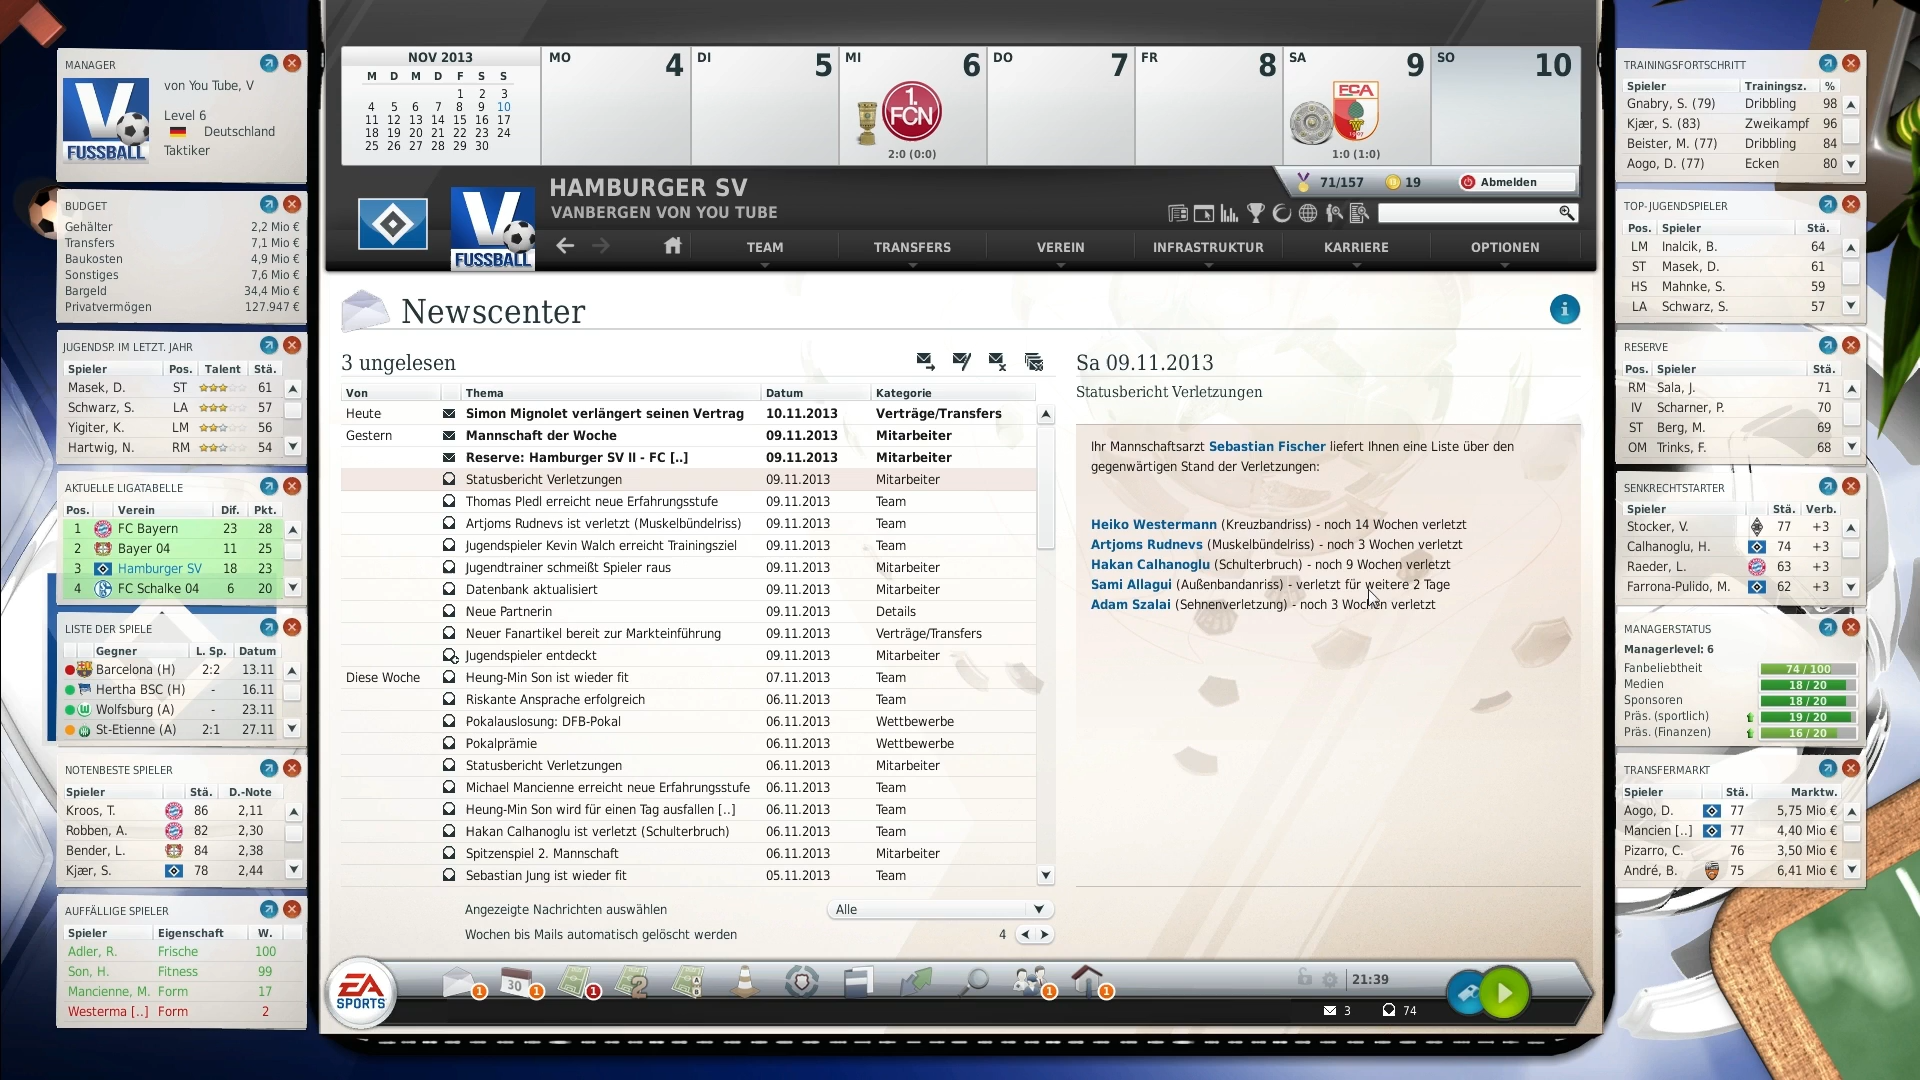 MANAGER
von You Tube, V
Level 6
Deutschland
Taktiker
V
FUSSBALL
BUDGET
Gehälter 2,2 Mio €
Transfers 7,1 Mio €
Baukosten 4,9 Mio €
Sonstiges 7,6 Mio €
Bargeld 34,4 Mio €
Privatvermögen 127.947 €
JUGENDSP. IM LETZT. JAHR
Spieler Pos. Talent Stä.
Masek, D. ST 61
Schwarz, S. LA 57
Yigiter, K. LM 56
Hartwig, N. RM 54
AKTUELLE LIGATABELLE
Pos. Verein Dif. Pkt.
1 FC Bayern 23 28
2 Bayer 04 11 25
3 Hamburger SV 18 23
4 FC Schalke 04 6 20
LISTE DER SPIELE
Gegner L. Sp. Datum
Barcelona (H) 2:2 13.11
Hertha BSC (H) - 16.11
Wolfsburg (A) - 23.11
St-Etienne (A) 2:1 27.11
NOTENBESTE SPIELER
Spieler Stä. D.-Note
Kroos, T. 86 2,11
Robben, A. 82 2,30
Bender, L. 84 2,38
Kjær, S. 78 2,44
AUFFÄLLIGE SPIELER
Spieler Eigenschaft W.
Adler, R. Frische 100
Son, H. Fitness 99
Mancienne, M. Form 17
Westerma [..] Form 2
NOV 2013
M D M D F S S
1 2 3
4 5 6 7 8 9 10
11 12 13 14 15 16 17
18 19 20 21 22 23 24
25 26 27 28 29 30
MO 4
DI 5
MI 6
1. FCN
2:0 (0:0)
DO 7
FR 8
SA 9
FCA
1907
1:0 (1:0)
SO 10
HAMBURGER SV
VANBERGEN VON YOU TUBE
V
FUSSBALL
71/157 19 Abmelden
TEAM TRANSFERS VEREIN INFRASTRUKTUR KARRIERE OPTIONEN
Newscenter
i
3 ungelesen
Von Thema Datum Kategorie
Heute Simon Mignolet verlängert seinen Vertrag 10.11.2013 Verträge/Transfers
Gestern Mannschaft der Woche 09.11.2013 Mitarbeiter
Reserve: Hamburger SV II - FC [..] 09.11.2013 Mitarbeiter
Statusbericht Verletzungen 09.11.2013 Mitarbeiter
Thomas Pledl erreicht neue Erfahrungsstufe 09.11.2013 Team
Artjoms Rudnevs ist verletzt (Muskelbündelriss) 09.11.2013 Team
Jugendspieler Kevin Walch erreicht Trainingsziel 09.11.2013 Team
Jugendtrainer schmeißt Spieler raus 09.11.2013 Mitarbeiter
Datenbank aktualisiert 09.11.2013 Mitarbeiter
Neue Partnerin 09.11.2013 Details
Neuer Fanartikel bereit zur Markteinführung 09.11.2013 Verträge/Transfers
Jugendspieler entdeckt 09.11.2013 Mitarbeiter
Diese Woche Heung-Min Son ist wieder fit 07.11.2013 Team
Riskante Ansprache erfolgreich 06.11.2013 Team
Pokalauslosung: DFB-Pokal 06.11.2013 Wettbewerbe
Pokalprämie 06.11.2013 Wettbewerbe
Statusbericht Verletzungen 06.11.2013 Mitarbeiter
Michael Mancienne erreicht neue Erfahrungsstufe 06.11.2013 Team
Heung-Min Son wird für einen Tag ausfallen [..] 06.11.2013 Team
Hakan Calhanoglu ist verletzt (Schulterbruch) 06.11.2013 Team
Spitzenspiel 2. Mannschaft 06.11.2013 Mitarbeiter
Sebastian Jung ist wieder fit 05.11.2013 Team
Angezeigte Nachrichten auswählen Alle
Wochen bis Mails automatisch gelöscht werden 4
Sa 09.11.2013
Statusbericht Verletzungen
Ihr Mannschaftsarzt Sebastian Fischer liefert Ihnen eine Liste über den
gegenwärtigen Stand der Verletzungen:
Heiko Westermann (Kreuzbandriss) - noch 14 Wochen verletzt
Artjoms Rudnevs (Muskelbündelriss) - noch 3 Wochen verletzt
Hakan Calhanoglu (Schulterbruch) - noch 9 Wochen verletzt
Sami Allagui (Außenbandanriss) - verletzt für weitere 2 Tage
Adam Szalai (Sehnenverletzung) - noch 3 Wochen verletzt
EA
SPORTS
1 30 1 1 2 1 1
21:39
3 74
TRAININGSFORTSCHRITT
Spieler Trainingsz. %
Gnabry, S. (79) Dribbling 98
Kjær, S. (83) Zweikampf 96
Beister, M. (77) Dribbling 84
Aogo, D. (77) Ecken 80
TOP-JUGENDSPIELER
Pos. Spieler Stä.
LM Inalcik, B. 64
ST Masek, D. 61
HS Mahnke, S. 59
LA Schwarz, S. 57
RESERVE
Pos. Spieler Stä.
RM Sala, J. 71
IV Scharner, P. 70
ST Berg, M. 69
OM Trinks, F. 68
SENKRECHTSTARTER
Spieler Stä. Verb.
Stocker, V. 77 +3
Calhanoglu, H. 74 +3
Raeder, L. 63 +3
Farrona-Pulido, M. 62 +3
MANAGERSTATUS
Managerlevel: 6
Fanbeliebtheit 74 / 100
Medien 18 / 20
Sponsoren 18 / 20
Präs. (sportlich) 19 / 20
Präs. (Finanzen) 16 / 20
TRANSFERMARKT
Spieler Stä. Marktw.
Aogo, D. 77 5,75 Mio €
Mancien [..] 77 4,40 Mio €
Pizarro, C. 76 3,50 Mio €
André, B. 75 6,41 Mio €